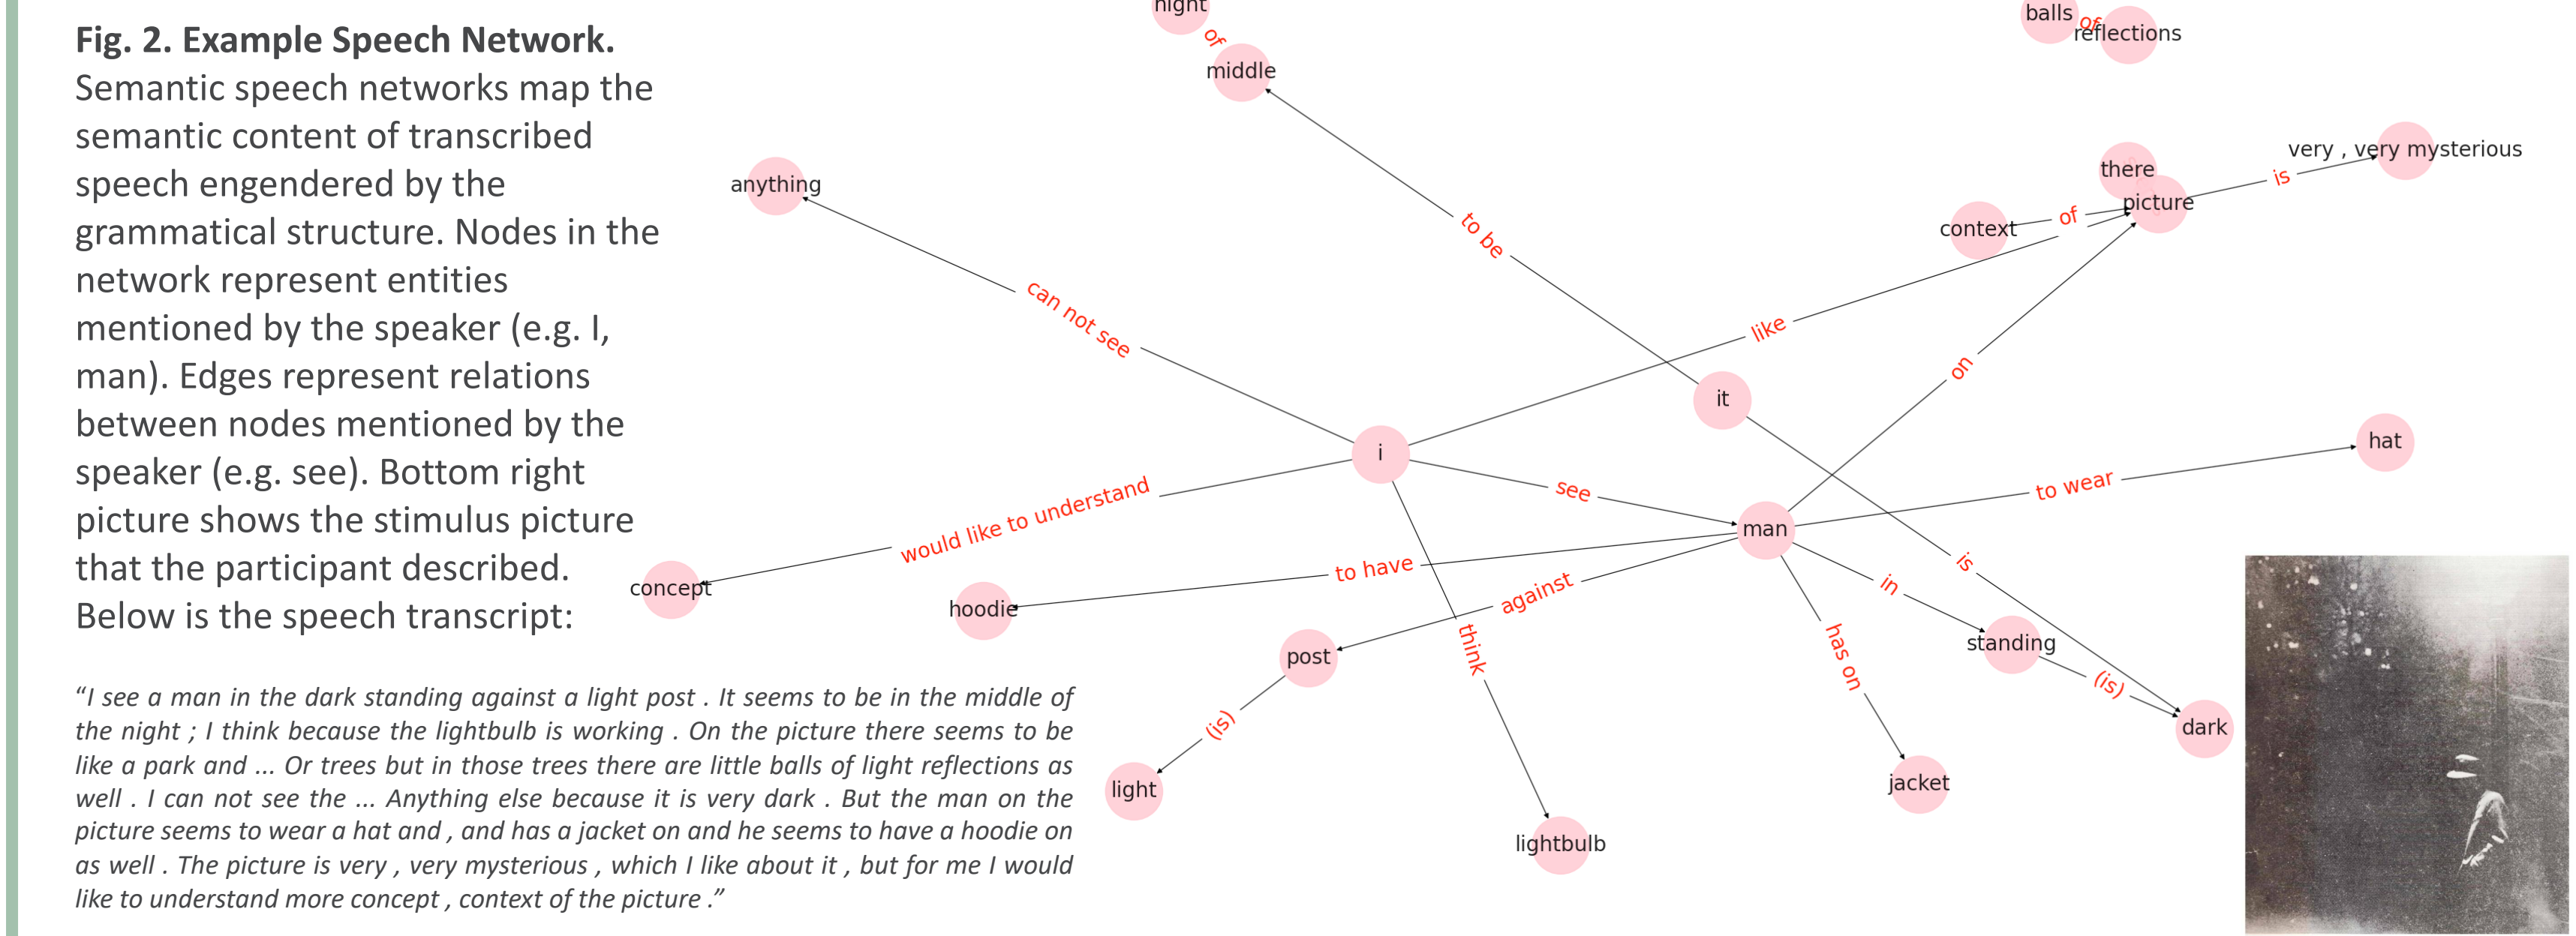 Fig. 2. Example Speech Network.
Semantic speech networks map the
semantic content of transcribed
speech engendered by the
grammatical structure. Nodes in the
network represent entities
mentioned by the speaker (e.g. I,
man). Edges represent relations
between nodes mentioned by the
speaker (e.g. see). Bottom right
picture shows the stimulus picture
that the participant described.
Below is the speech transcript:
“I see a man in the dark standing against a light post . It seems to be in the middle of
the night ; I think because the lightbulb is working . On the picture there seems to be
like a park and ... Or trees but in those trees there are little balls of light reflections as
well . I can not see the ... Anything else because it is very dark . But the man on the
picture seems to wear a hat and , and has a jacket on and he seems to have a hoodie on
as well . The picture is very , very mysterious , which I like about it , but for me I would
like to understand more concept , context of the picture .”
night
of
middle
balls
of
reflections
anything
there
picture
is
very , very mysterious
context
of
to be
can not see
like
on
it
i
hat
see
to wear
man
would like to understand
to have
against
in
is
concept
hoodie
think
has on
standing
post
(is)
(is)
dark
light
jacket
lightbulb